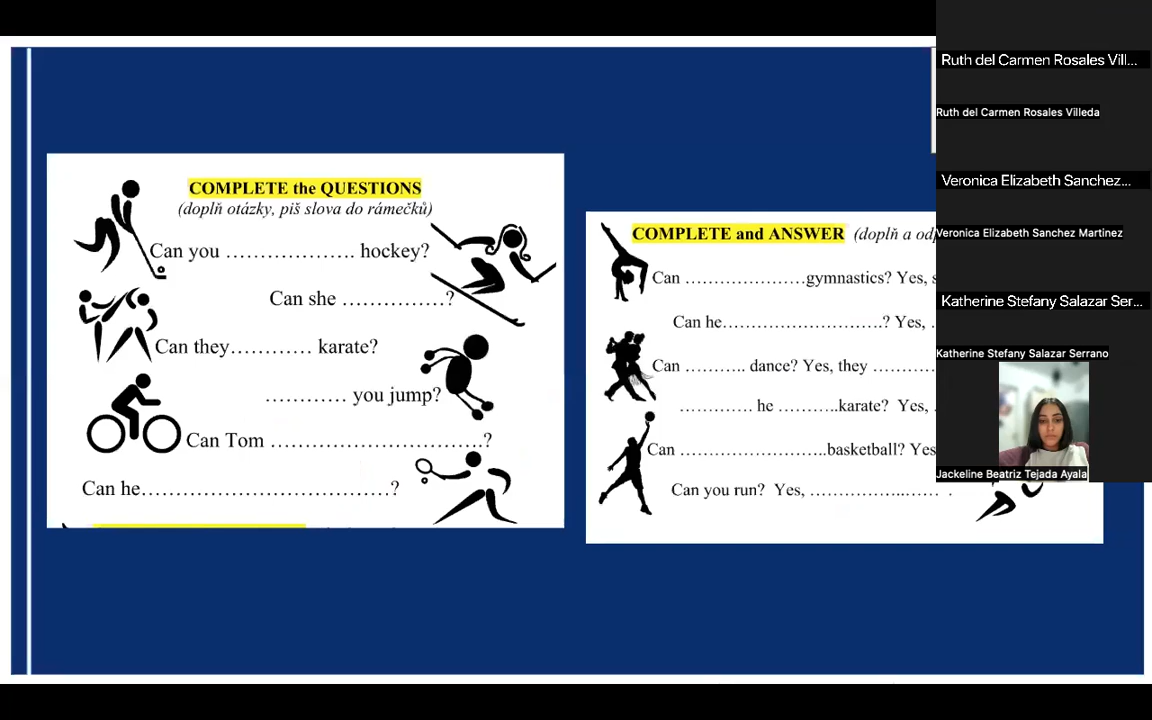 COMPLETE the QUESTIONS
(doplň otázky, piš slova do rámečků)
Can you ………………. hockey?
Can she ……………?
Can they………… karate?
………… you jump?
Can Tom ………………………….?
Can he………………………………?
COMPLETE and ANSWER (doplň a
Can …………………gymnastics? Yes,
Can he……………………….? Yes,
Can ………. dance? Yes, they ………
…………. he ………..karate? Yes,
Can …………………….basketball? Yes
Can you run? Yes, ……………..…… .
Ruth del Carmen Rosales Vill...
Ruth del Carmen Rosales Villeda
Veronica Elizabeth Sanchez...
Veronica Elizabeth Sanchez Martinez
Katherine Stefany Salazar Ser...
Katherine Stefany Salazar Serrano
Jackeline Beatriz Tejada Ayala